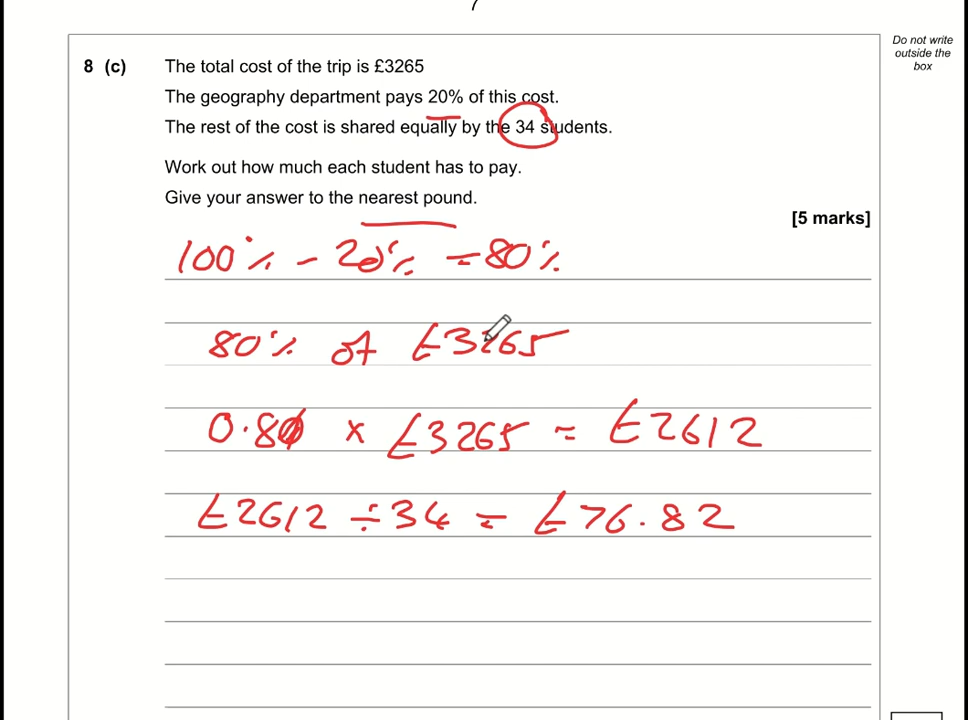 Do not write
outside the
box
8 (c) The total cost of the trip is £3265
The geography department pays 20% of this cost.
The rest of the cost is shared equally by the 34 students.
Work out how much each student has to pay.
Give your answer to the nearest pound.
[5 marks]
100% - 20% = 80%
80% of £3265
0.80 × £3265 = £2612
£2612 ÷ 34 = £76.82